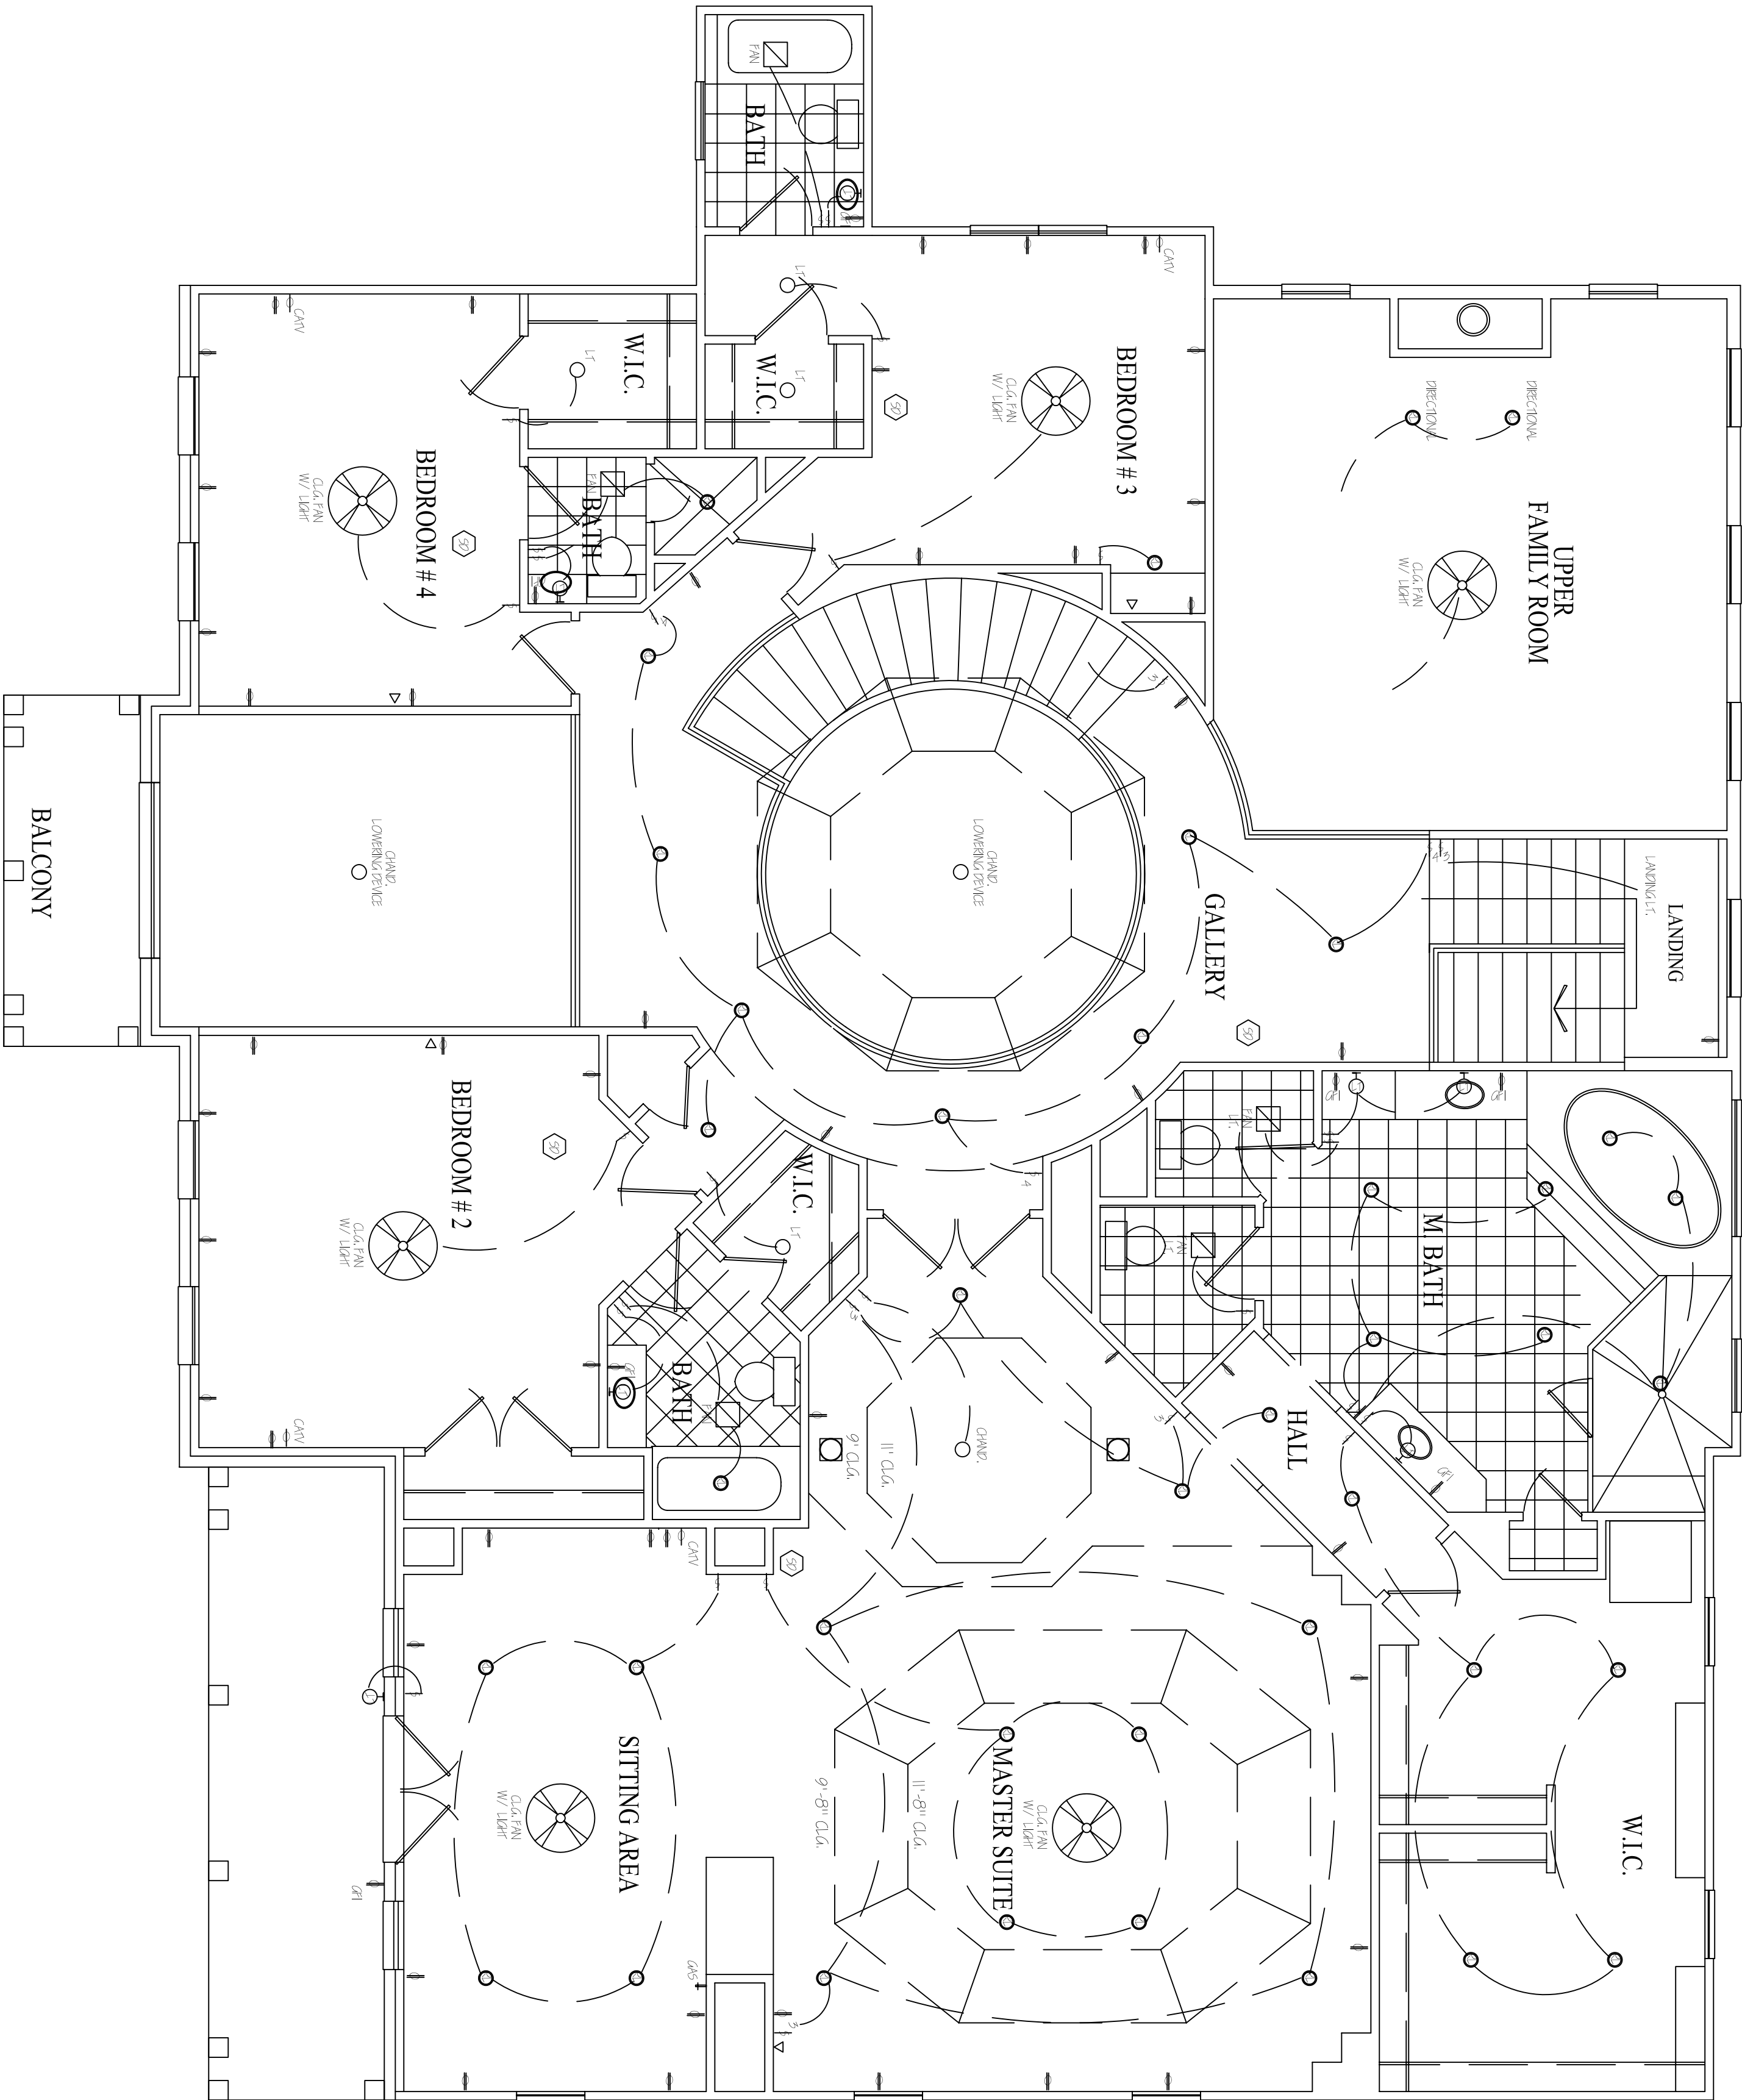 FAN
BATH
GFI
LT
CATV
W.I.C.
LT
BEDROOM # 3
CLG. FAN
W/ LIGHT
SD
DIRECTIONAL
DIRECTIONAL
UPPER
FAMILY ROOM
CLG. FAN
W/ LIGHT
CATV
W.I.C.
LT
BEDROOM # 4
CLG. FAN
W/ LIGHT
SD
FAN
BATH
LANDING LT.
LANDING
GALLERY
CHAND.
LOWERING DEVICE
CHAND.
LOWERING DEVICE
BALCONY
SD
BEDROOM # 2
CLG. FAN
W/ LIGHT
SD
CATV
W.I.C.
LT
GFI
BATH
FAN
FAN
LT.
FAN
LT.
GFI
GFI
M. BATH
GFI
HALL
CHAND.
11' CLG.
9' CLG.
SD
CATV
SITTING AREA
CLG. FAN
W/ LIGHT
GFI
GAS
MASTER SUITE
CLG. FAN
W/ LIGHT
11'-8" CLG.
9'-8" CLG.
W.I.C.